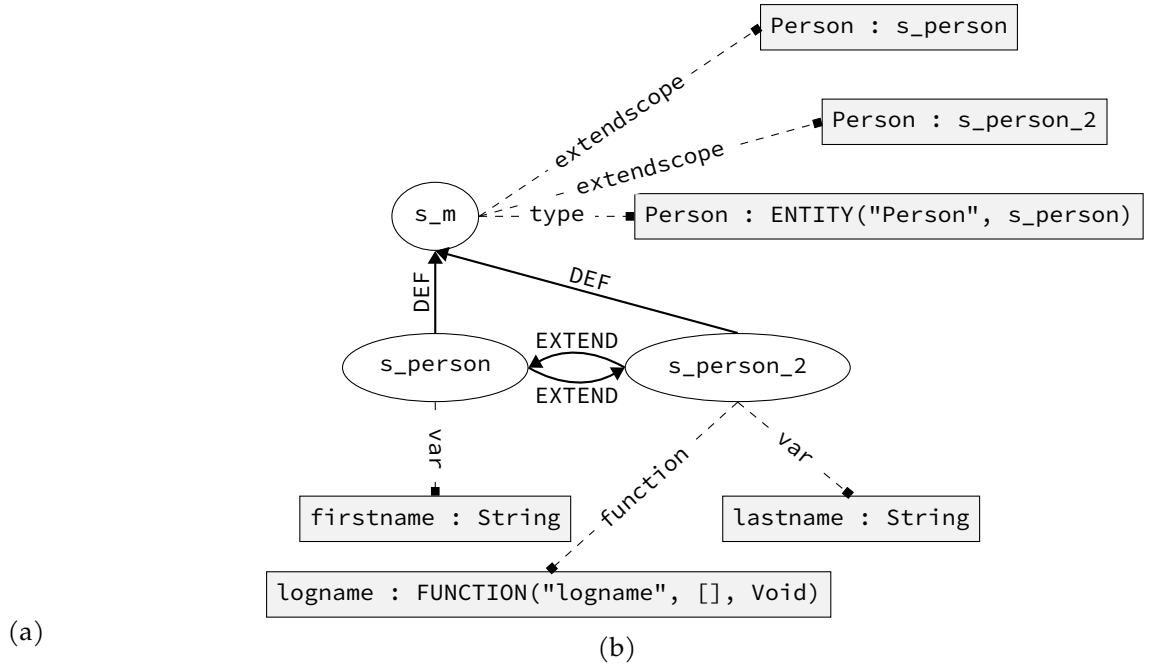 Person : s_person
extendscope
Person : s_person_2
extendscope
s_m
type
Person : ENTITY("Person", s_person)
DEF
DEF
s_person
EXTEND
EXTEND
s_person_2
var
var
function
firstname : String
lastname : String
logname : FUNCTION("logname", [], Void)
(a)
(b)